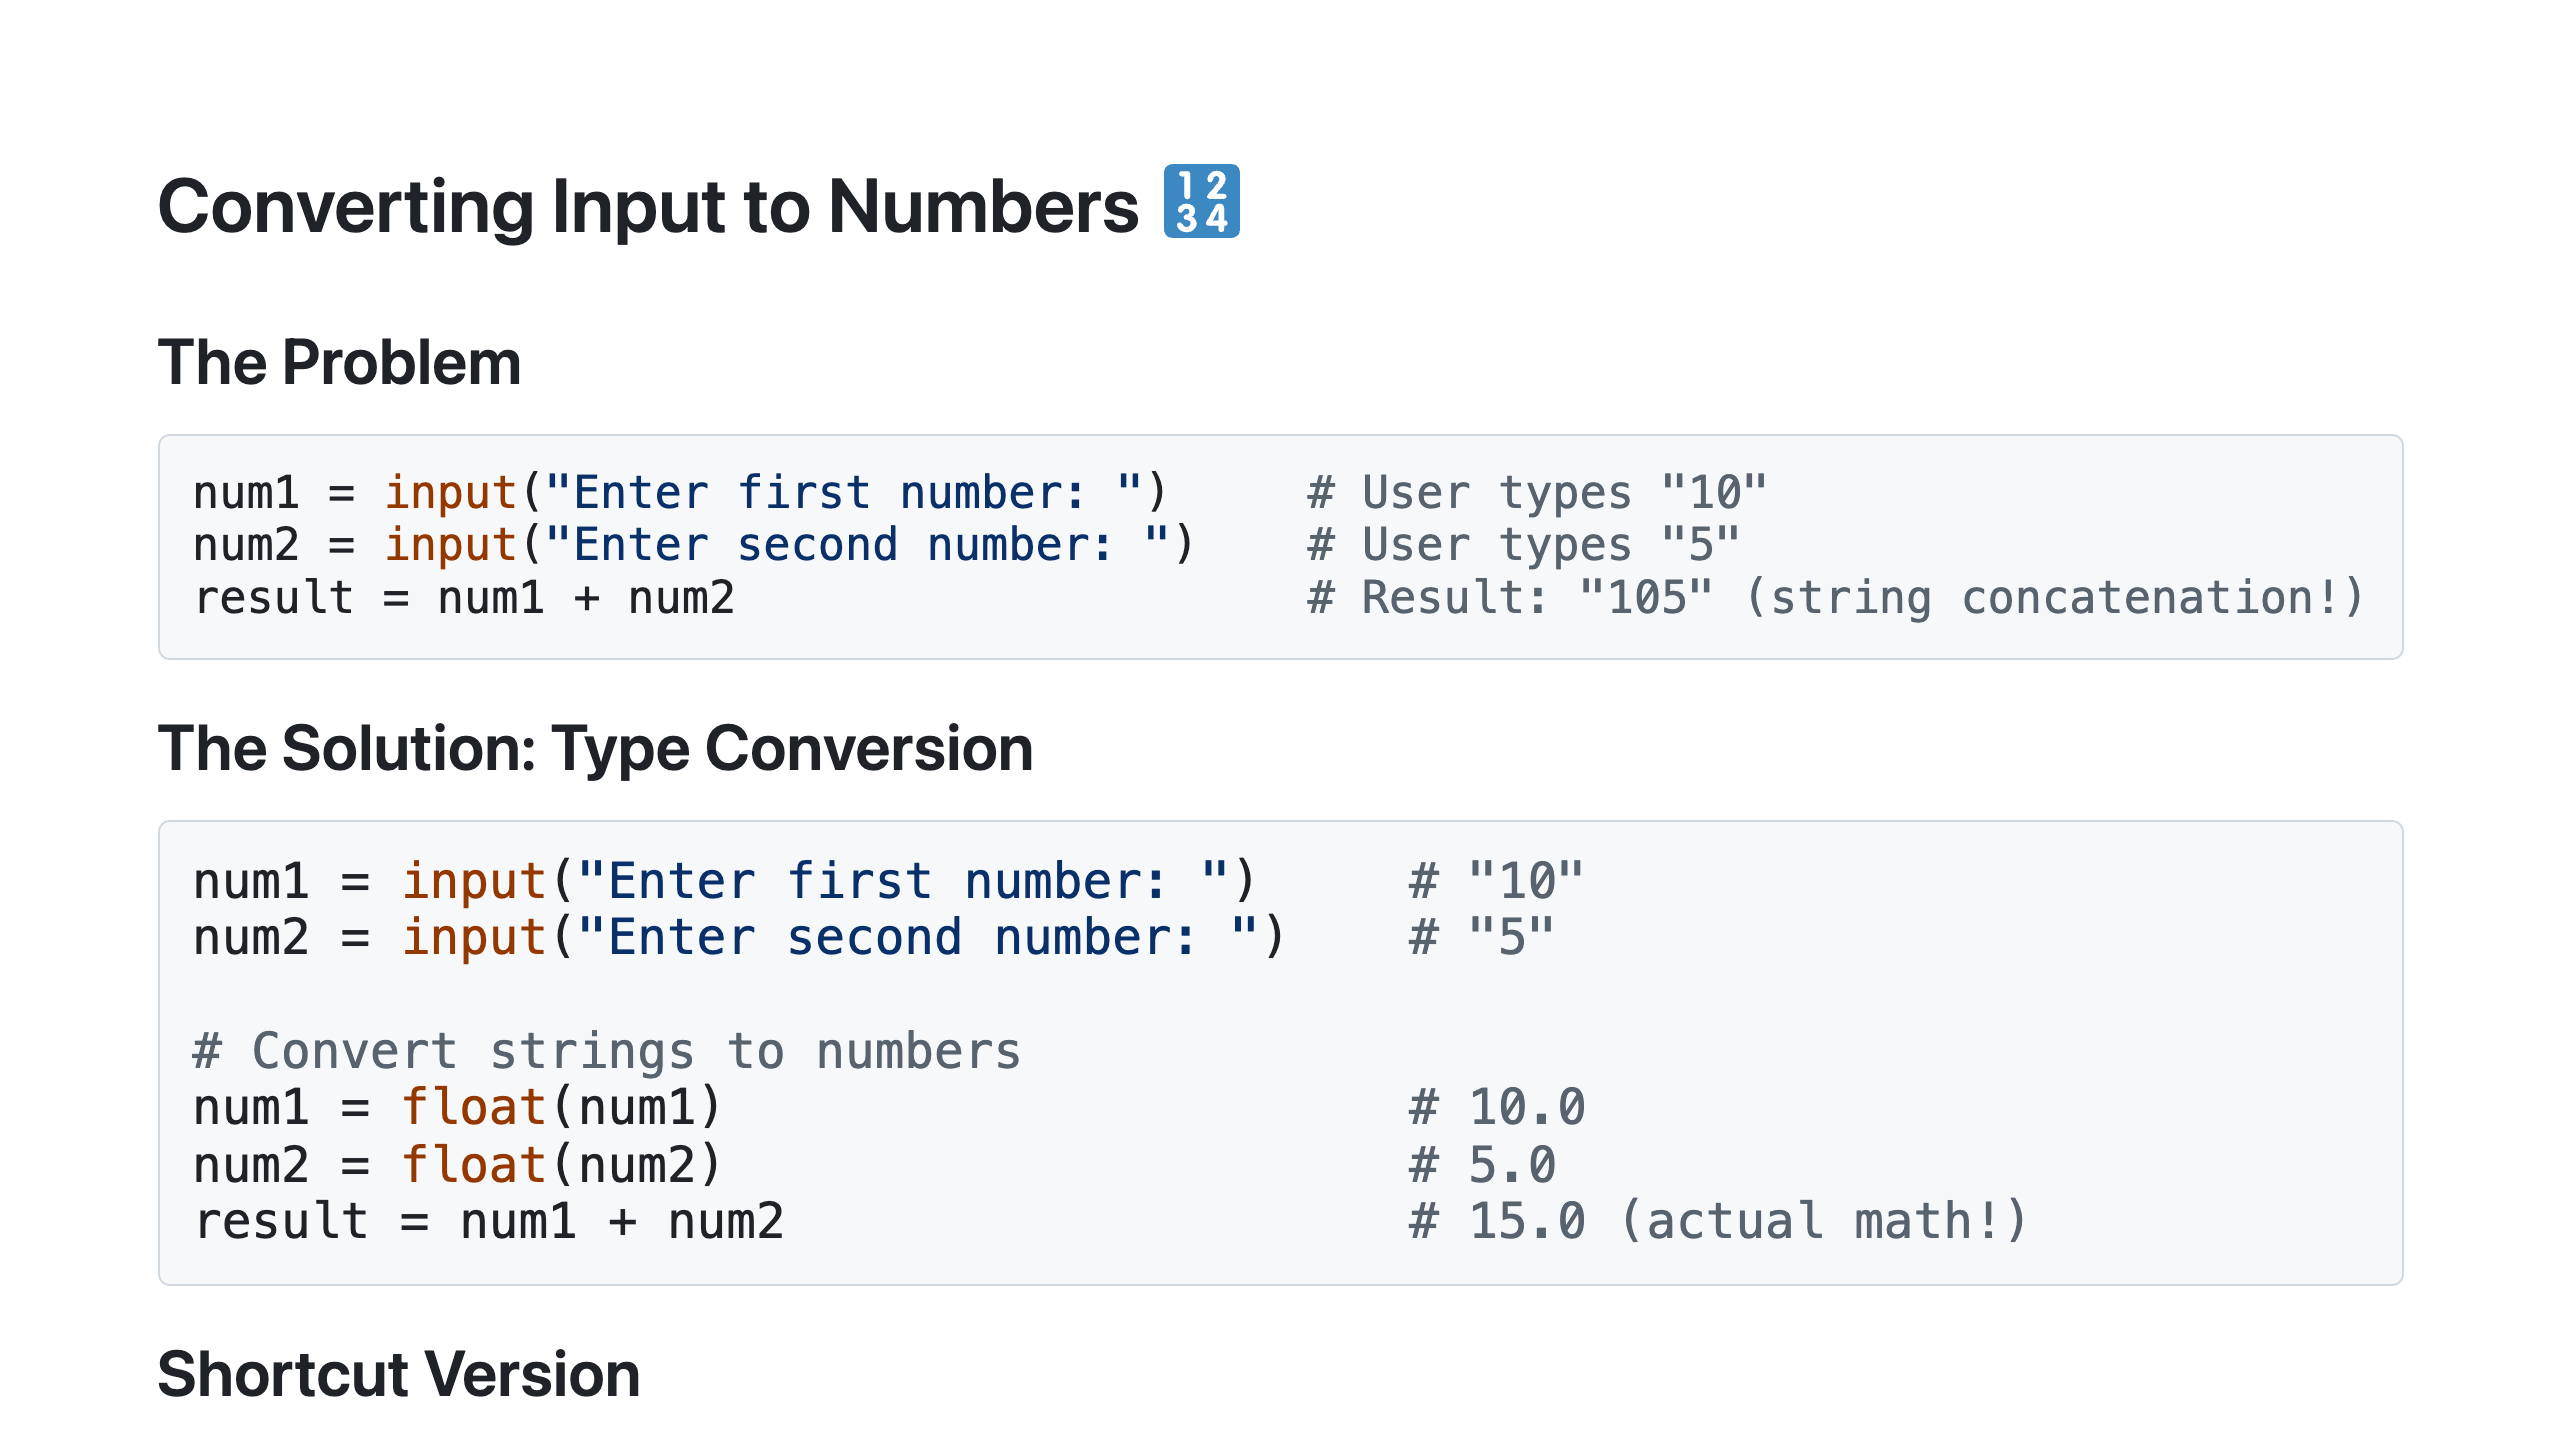 Converting Input to Numbers 🔢
The Problem
num1 = input("Enter first number: ")     # User types "10"
num2 = input("Enter second number: ")    # User types "5"
result = num1 + num2                     # Result: "105" (string concatenation!)
The Solution: Type Conversion
num1 = input("Enter first number: ")     # "10"
num2 = input("Enter second number: ")    # "5"
# Convert strings to numbers
num1 = float(num1)                       # 10.0
num2 = float(num2)                       # 5.0
result = num1 + num2                     # 15.0 (actual math!)
Shortcut Version